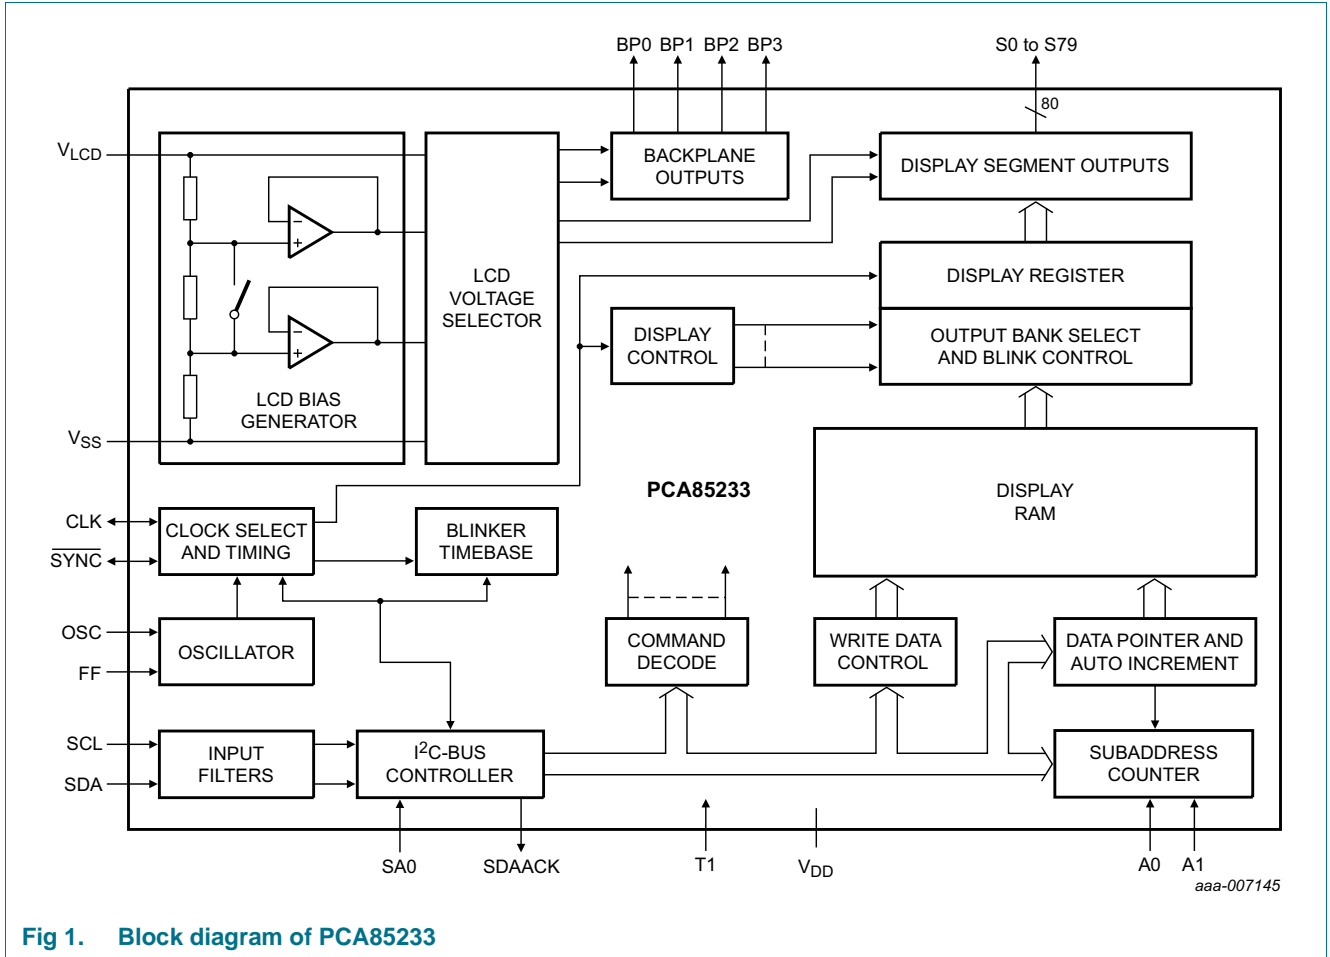 BP0 BP1 BP2 BP3
S0 to S79
80
VLCD
BACKPLANE
OUTPUTS
DISPLAY SEGMENT OUTPUTS
-
+
LCD
VOLTAGE
SELECTOR
DISPLAY REGISTER
-
+
DISPLAY
CONTROL
OUTPUT BANK SELECT
AND BLINK CONTROL
LCD BIAS
GENERATOR
VSS
PCA85233
DISPLAY
RAM
CLK
SYNC
CLOCK SELECT
AND TIMING
BLINKER
TIMEBASE
OSC
FF
OSCILLATOR
COMMAND
DECODE
WRITE DATA
CONTROL
DATA POINTER AND
AUTO INCREMENT
SCL
SDA
INPUT
FILTERS
I2C-BUS
CONTROLLER
SUBADDRESS
COUNTER
SA0
SDAACK
T1
VDD
A0
A1
aaa-007145
Fig 1. Block diagram of PCA85233